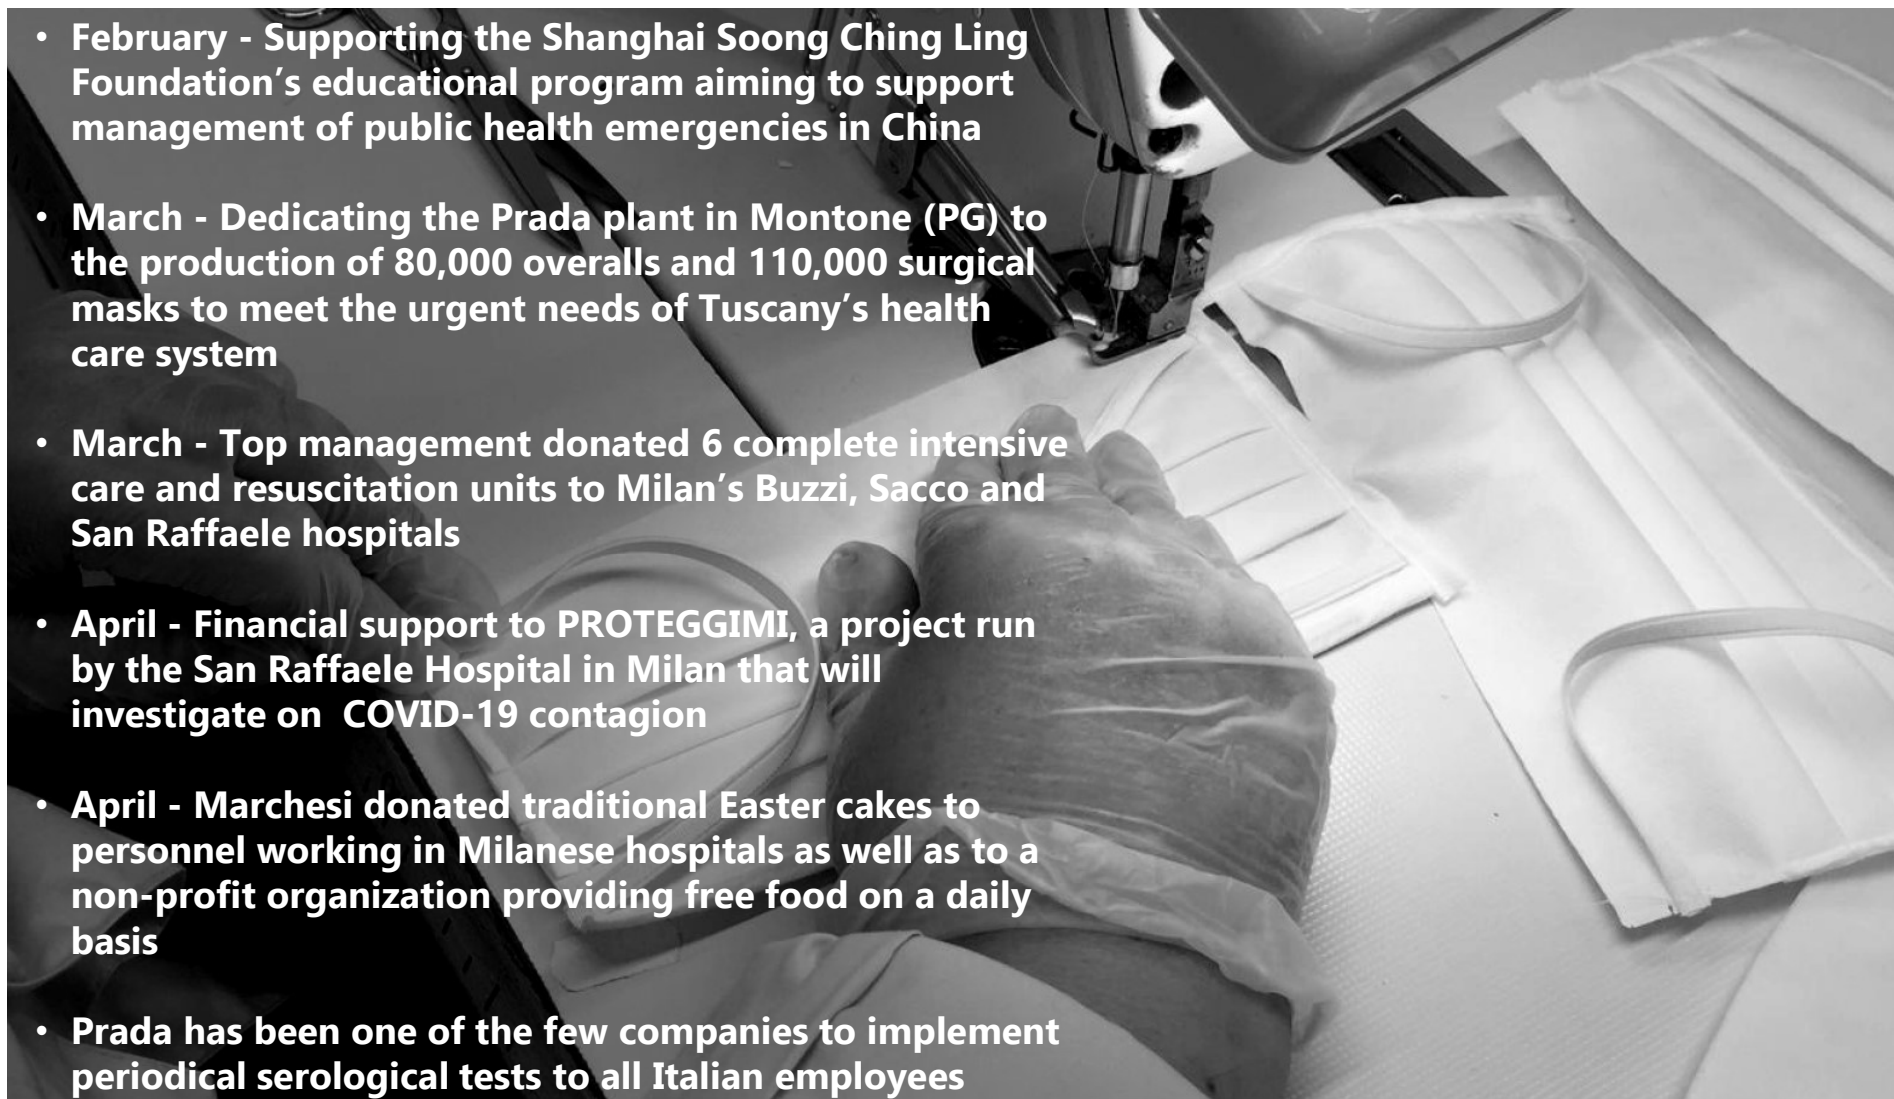 • February - Supporting the Shanghai Soong Ching Ling
Foundation’s educational program aiming to support
management of public health emergencies in China
• March - Dedicating the Prada plant in Montone (PG) to
the production of 80,000 overalls and 110,000 surgical
masks to meet the urgent needs of Tuscany’s health
care system
• March - Top management donated 6 complete intensive
care and resuscitation units to Milan’s Buzzi, Sacco and
San Raffaele hospitals
• April - Financial support to PROTEGGIMI, a project run
by the San Raffaele Hospital in Milan that will
investigate on  COVID-19 contagion
• April - Marchesi donated traditional Easter cakes to
personnel working in Milanese hospitals as well as to a
non-profit organization providing free food on a daily
basis
• Prada has been one of the few companies to implement
periodical serological tests to all Italian employees